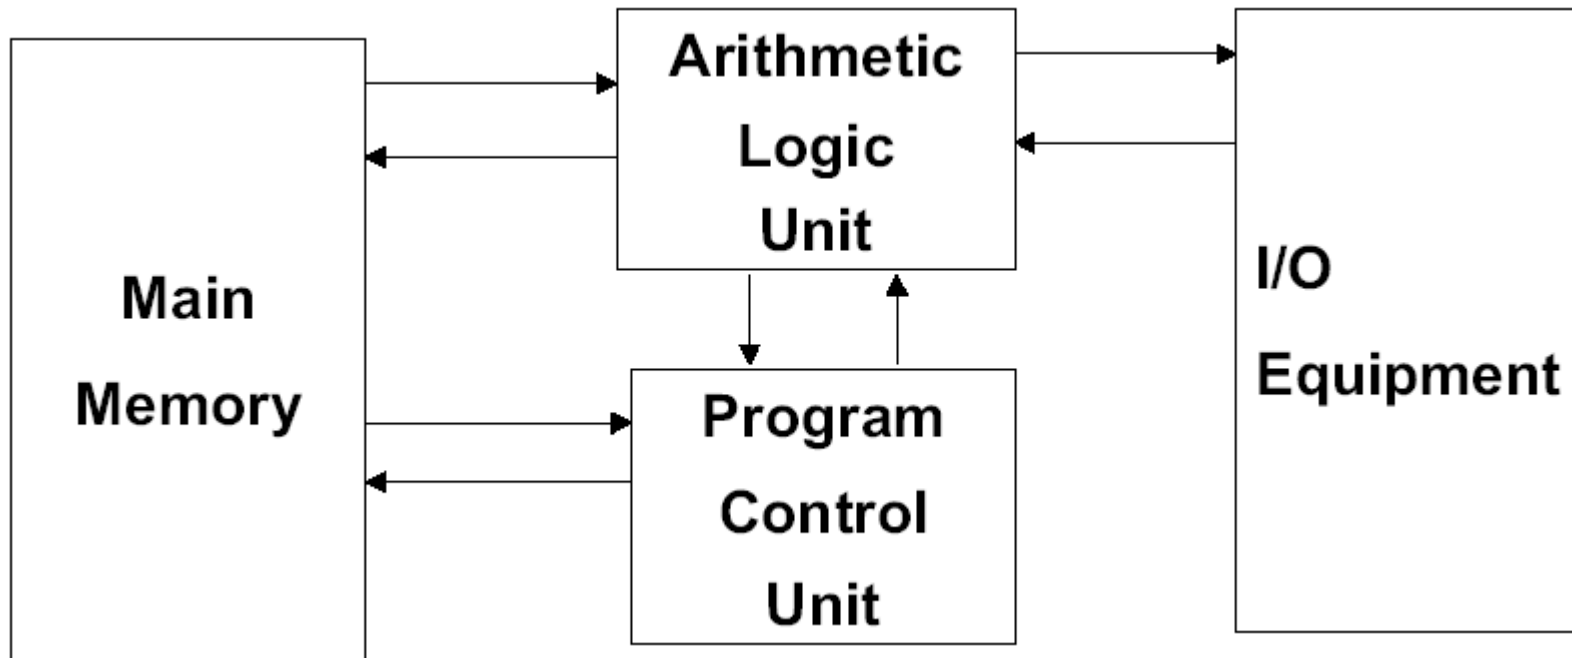 Main
Memory
Arithmetic
Logic
Unit
Program
Control
Unit
I/O
Equipment